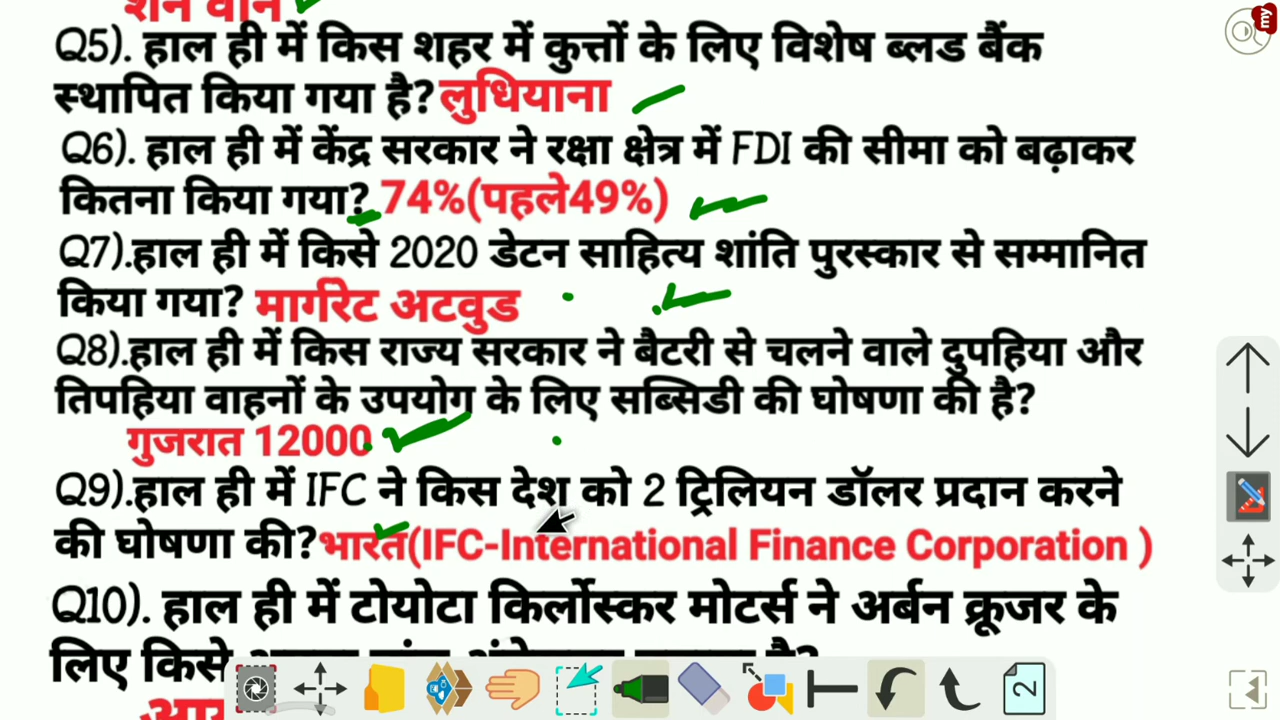 शेन वॉन
Q5). हाल ही में किस शहर में कुत्तों के लिए विशेष ब्लड बैंक
स्थापित किया गया है? लुधियाना
Q6). हाल ही में केंद्र सरकार ने रक्षा क्षेत्र में FDI की सीमा को बढ़ाकर
कितना किया गया? 74%(पहले49%)
Q7).हाल ही में किसे 2020 डेटन साहित्य शांति पुरस्कार से सम्मानित
किया गया? मार्गरेट अटवुड
Q8).हाल ही में किस राज्य सरकार ने बैटरी से चलने वाले दुपहिया और
तिपहिया वाहनों के उपयोग के लिए सब्सिडी की घोषणा की है?
गुजरात 12000
Q9).हाल ही में IFC ने किस देश को 2 ट्रिलियन डॉलर प्रदान करने
की घोषणा की?भारत(IFC-International Finance Corporation )
Q10). हाल ही में टोयोटा किर्लोस्कर मोटर्स ने अर्बन क्रूजर के
लिए किसे है?
my
2